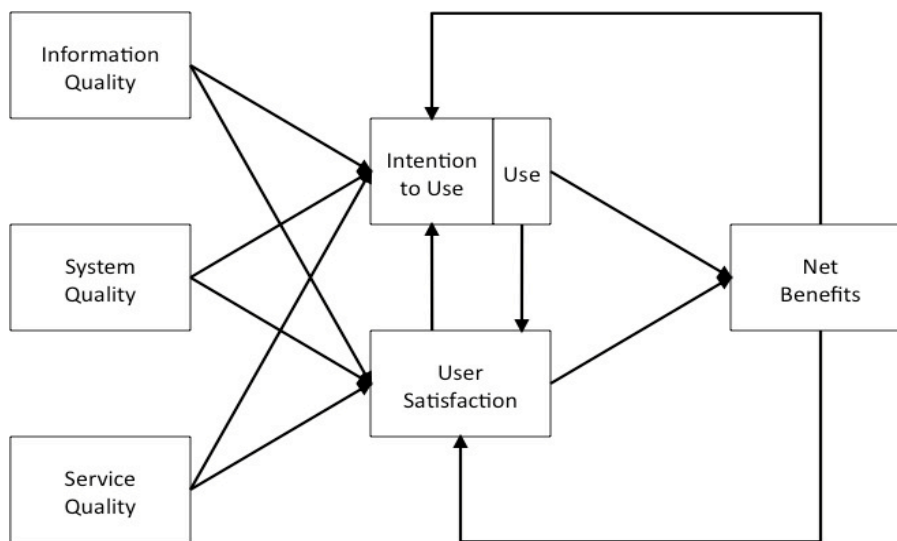 Information
Quality
Intention
to Use
Use
System
Quality
Net
Benefits
User
Satisfaction
Service
Quality